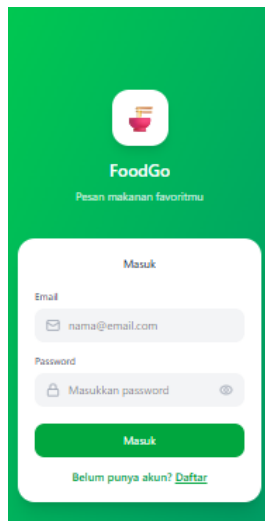 FoodGo
Pesan makanan favoritmu
Masuk
Email
nama@email.com
Password
Masukkan password
Masuk
Belum punya akun? Daftar